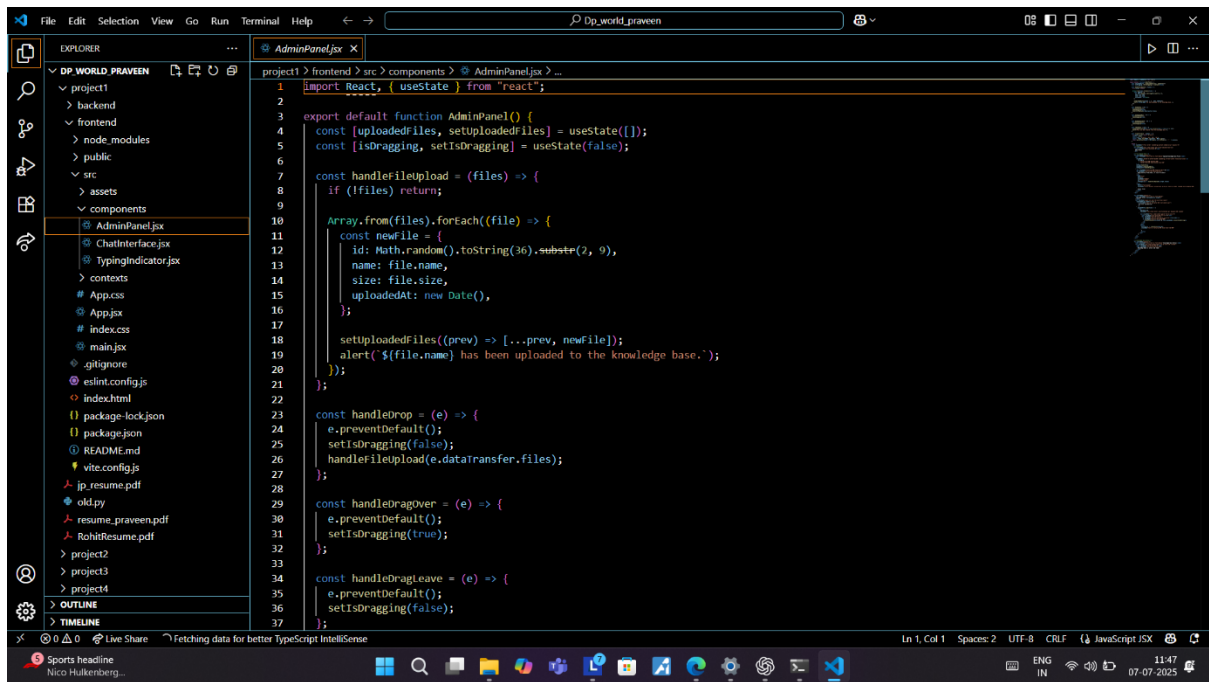 File Edit Selection View Go Run Terminal Help
Dp_world_praveen
EXPLORER
DP_WORLD_PRAVEEN
project1
backend
frontend
node_modules
public
src
assets
components
AdminPanel.jsx
ChatInterface.jsx
TypingIndicator.jsx
contexts
# App.css
App.jsx
# index.css
main.jsx
.gitignore
eslint.config.js
<> index.html
{} package-lock.json
{} package.json
README.md
vite.config.js
jp_resume.pdf
old.py
resume_praveen.pdf
RohitResume.pdf
project2
project3
project4
OUTLINE
TIMELINE
AdminPanel.jsx
project1 > frontend > src > components > AdminPanel.jsx > ...
1 import React, { useState } from "react";
2
3 export default function AdminPanel() {
4 const [uploadedFiles, setUploadedFiles] = useState([]);
5 const [isDragging, setIsDragging] = useState(false);
6
7 const handleFileUpload = (files) => {
8 if (!files) return;
9
10 Array.from(files).forEach((file) => {
11 const newFile = {
12 id: Math.random().toString(36).substr(2, 9),
13 name: file.name,
14 size: file.size,
15 uploadedAt: new Date(),
16 };
17
18 setUploadedFiles((prev) => [...prev, newFile]);
19 alert(`${file.name} has been uploaded to the knowledge base.`);
20 });
21 };
22
23 const handleDrop = (e) => {
24 e.preventDefault();
25 setIsDragging(false);
26 handleFileUpload(e.dataTransfer.files);
27 };
28
29 const handleDragOver = (e) => {
30 e.preventDefault();
31 setIsDragging(true);
32 };
33
34 const handleDragLeave = (e) => {
35 e.preventDefault();
36 setIsDragging(false);
37 };
0 0 Live Share Fetching data for better TypeScript IntelliSense
Ln 1, Col 1 Spaces: 2 UTF-8 CRLF JavaScript JSX
5
Sports headline
Nico Hulkenberg...
ENG
IN
11:47
07-07-2025